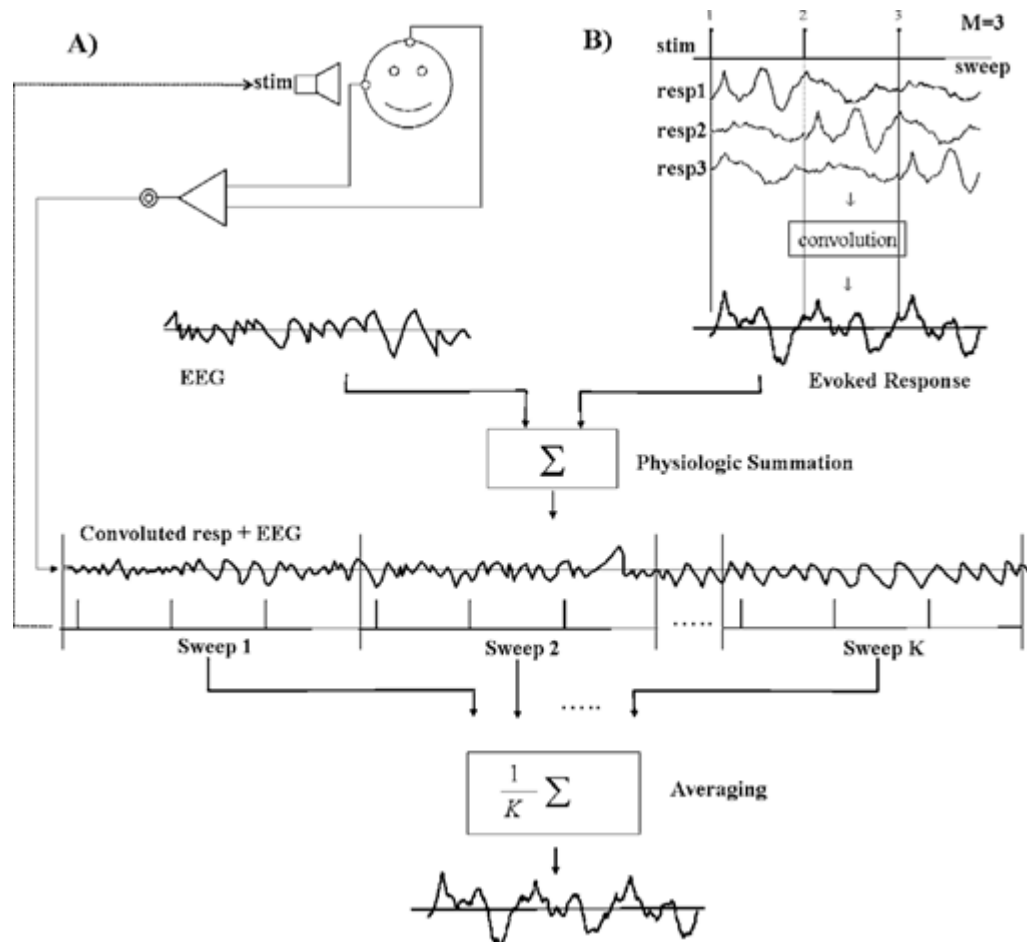 A)
stim
B)
1 2 3
M=3
stim
sweep
resp1
resp2
resp3
↓
convolution
↓
EEG
Evoked Response
Σ
Physiologic Summation
Convoluted resp + EEG
.....
Sweep 1
Sweep 2
Sweep K
.....
1/K Σ
Averaging